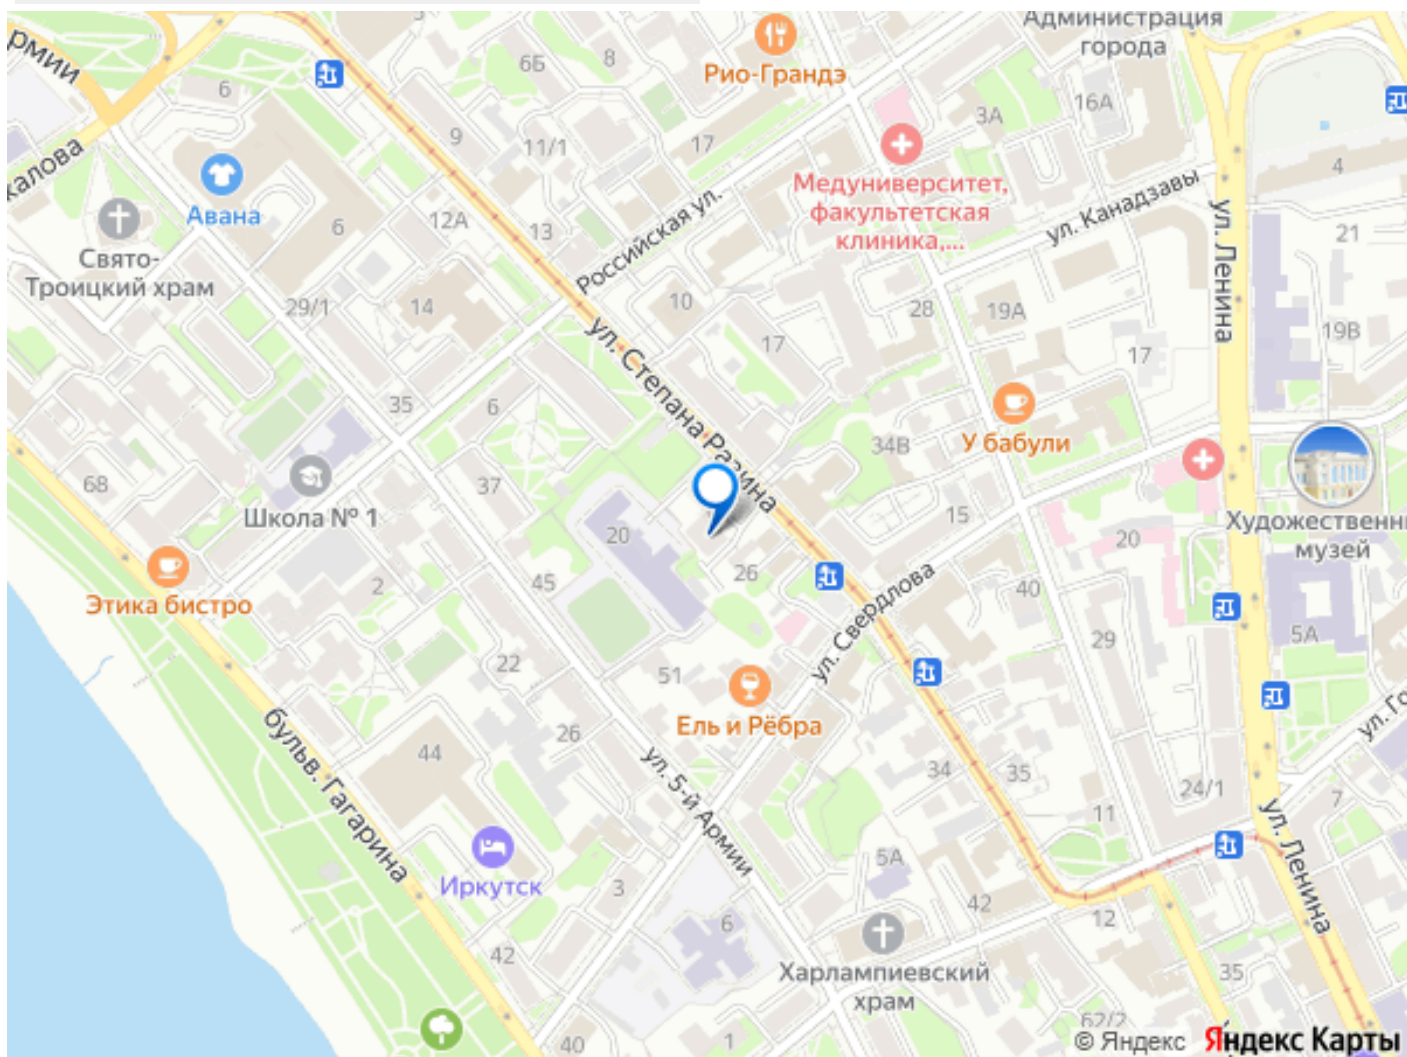 Администрация
города
рмии
6Б
8
Рио-Грандэ
6
16А
3А
9
11/1
17
калова
4
Авана
Медуниверситет,
факультетская
клиника,...
ул. Канадзавы
ул. Ленина
12А
6
13
Российская ул.
21
Свято-
Троицкий храм
29/1
14
10
28
19А
19В
ул. Степана Разина
17
17
35
6
34В
У бабули
68
37
Школа № 1
15
Художественн
музей
20
20
26
2
45
40
Этика бистро
ул. Свердлова
29
5А
22
51
Ель и Рёбра
бульв. Гагарина
26
44
ул. 5-й Армии
34
35
24/1
ул. Го
7
11
ул. Ленина
Иркутск
3
5А
42
12
6
42
Харлампиевский
храм
35
62/2
40
1
© Яндекс Яндекс Карты